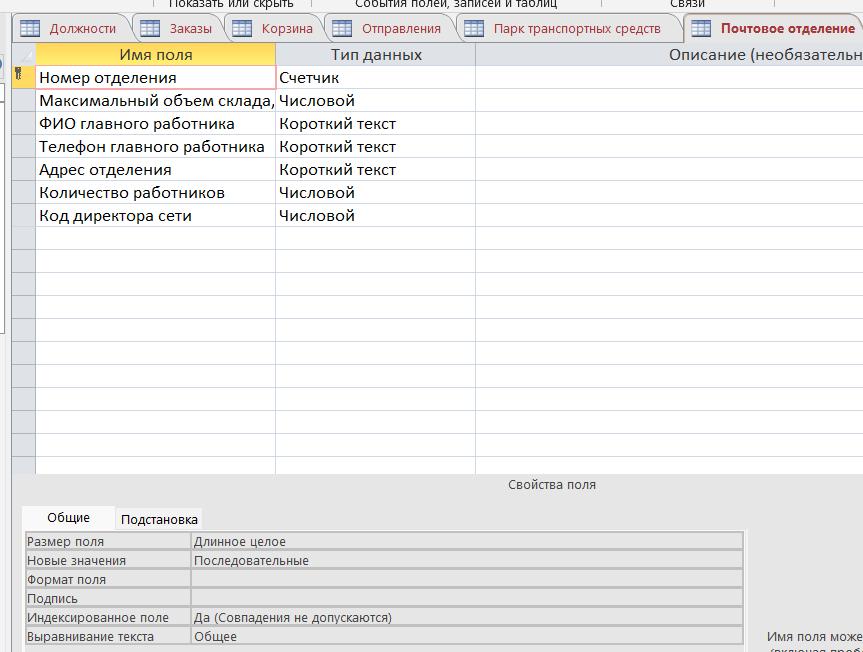 Показать или скрыть События полей, записей и таблиц Связи
Должности Заказы Корзина Отправления Парк транспортных средств Почтовое отделение
Имя поля Тип данных Описание (необязательн
Номер отделения Счетчик
Максимальный объем склада, Числовой
ФИО главного работника Короткий текст
Телефон главного работника Короткий текст
Адрес отделения Короткий текст
Количество работников Числовой
Код директора сети Числовой
Свойства поля
Общие Подстановка
Размер поля Длинное целое
Новые значения Последовательные
Формат поля
Подпись
Индексированное поле Да (Совпадения не допускаются)
Выравнивание текста Общее
Имя поля може